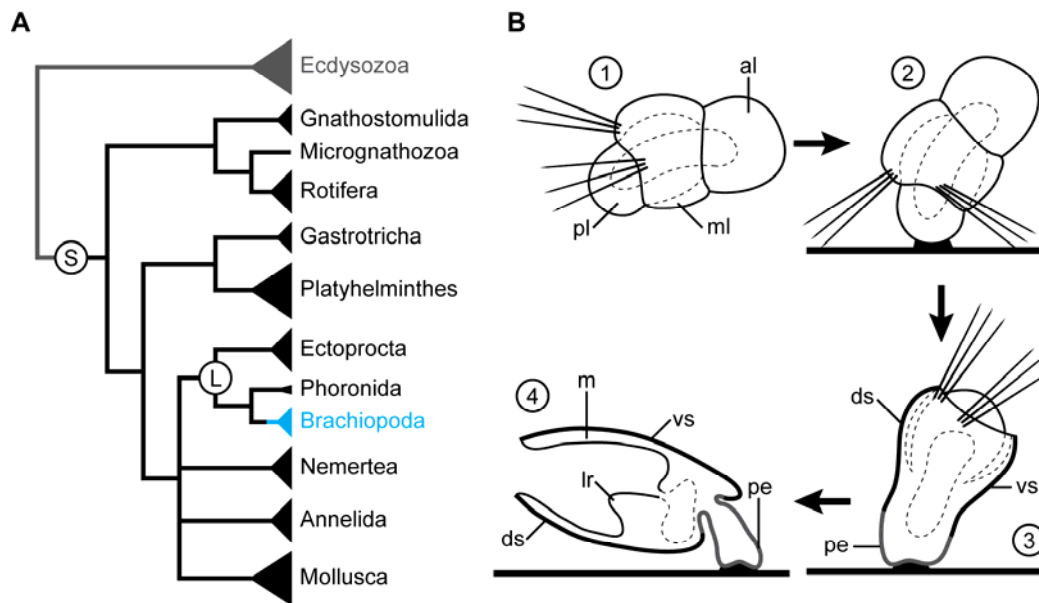 A
Ecdysozoa
Gnathostomulida
Micrognathozoa
Rotifera
Gastrotricha
Platyhelminthes
Ectoprocta
Phoronida
Brachiopoda
Nemertea
Annelida
Mollusca
S
L
B
1
al
pl
ml
2
ds
vs
pe
3
4
m
vs
lr
pe
ds